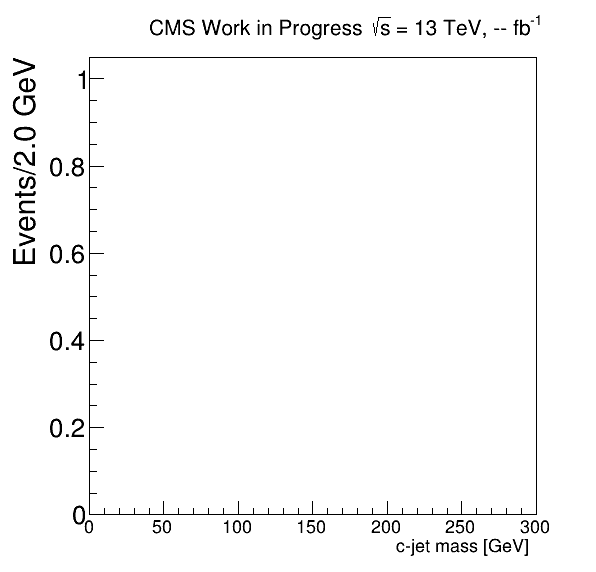 CMS Work in Progress √s = 13 TeV, -- fb⁻¹
Events/2.0 GeV
1
0.8
0.6
0.4
0.2
0
0 50 100 150 200 250 300
c-jet mass [GeV]